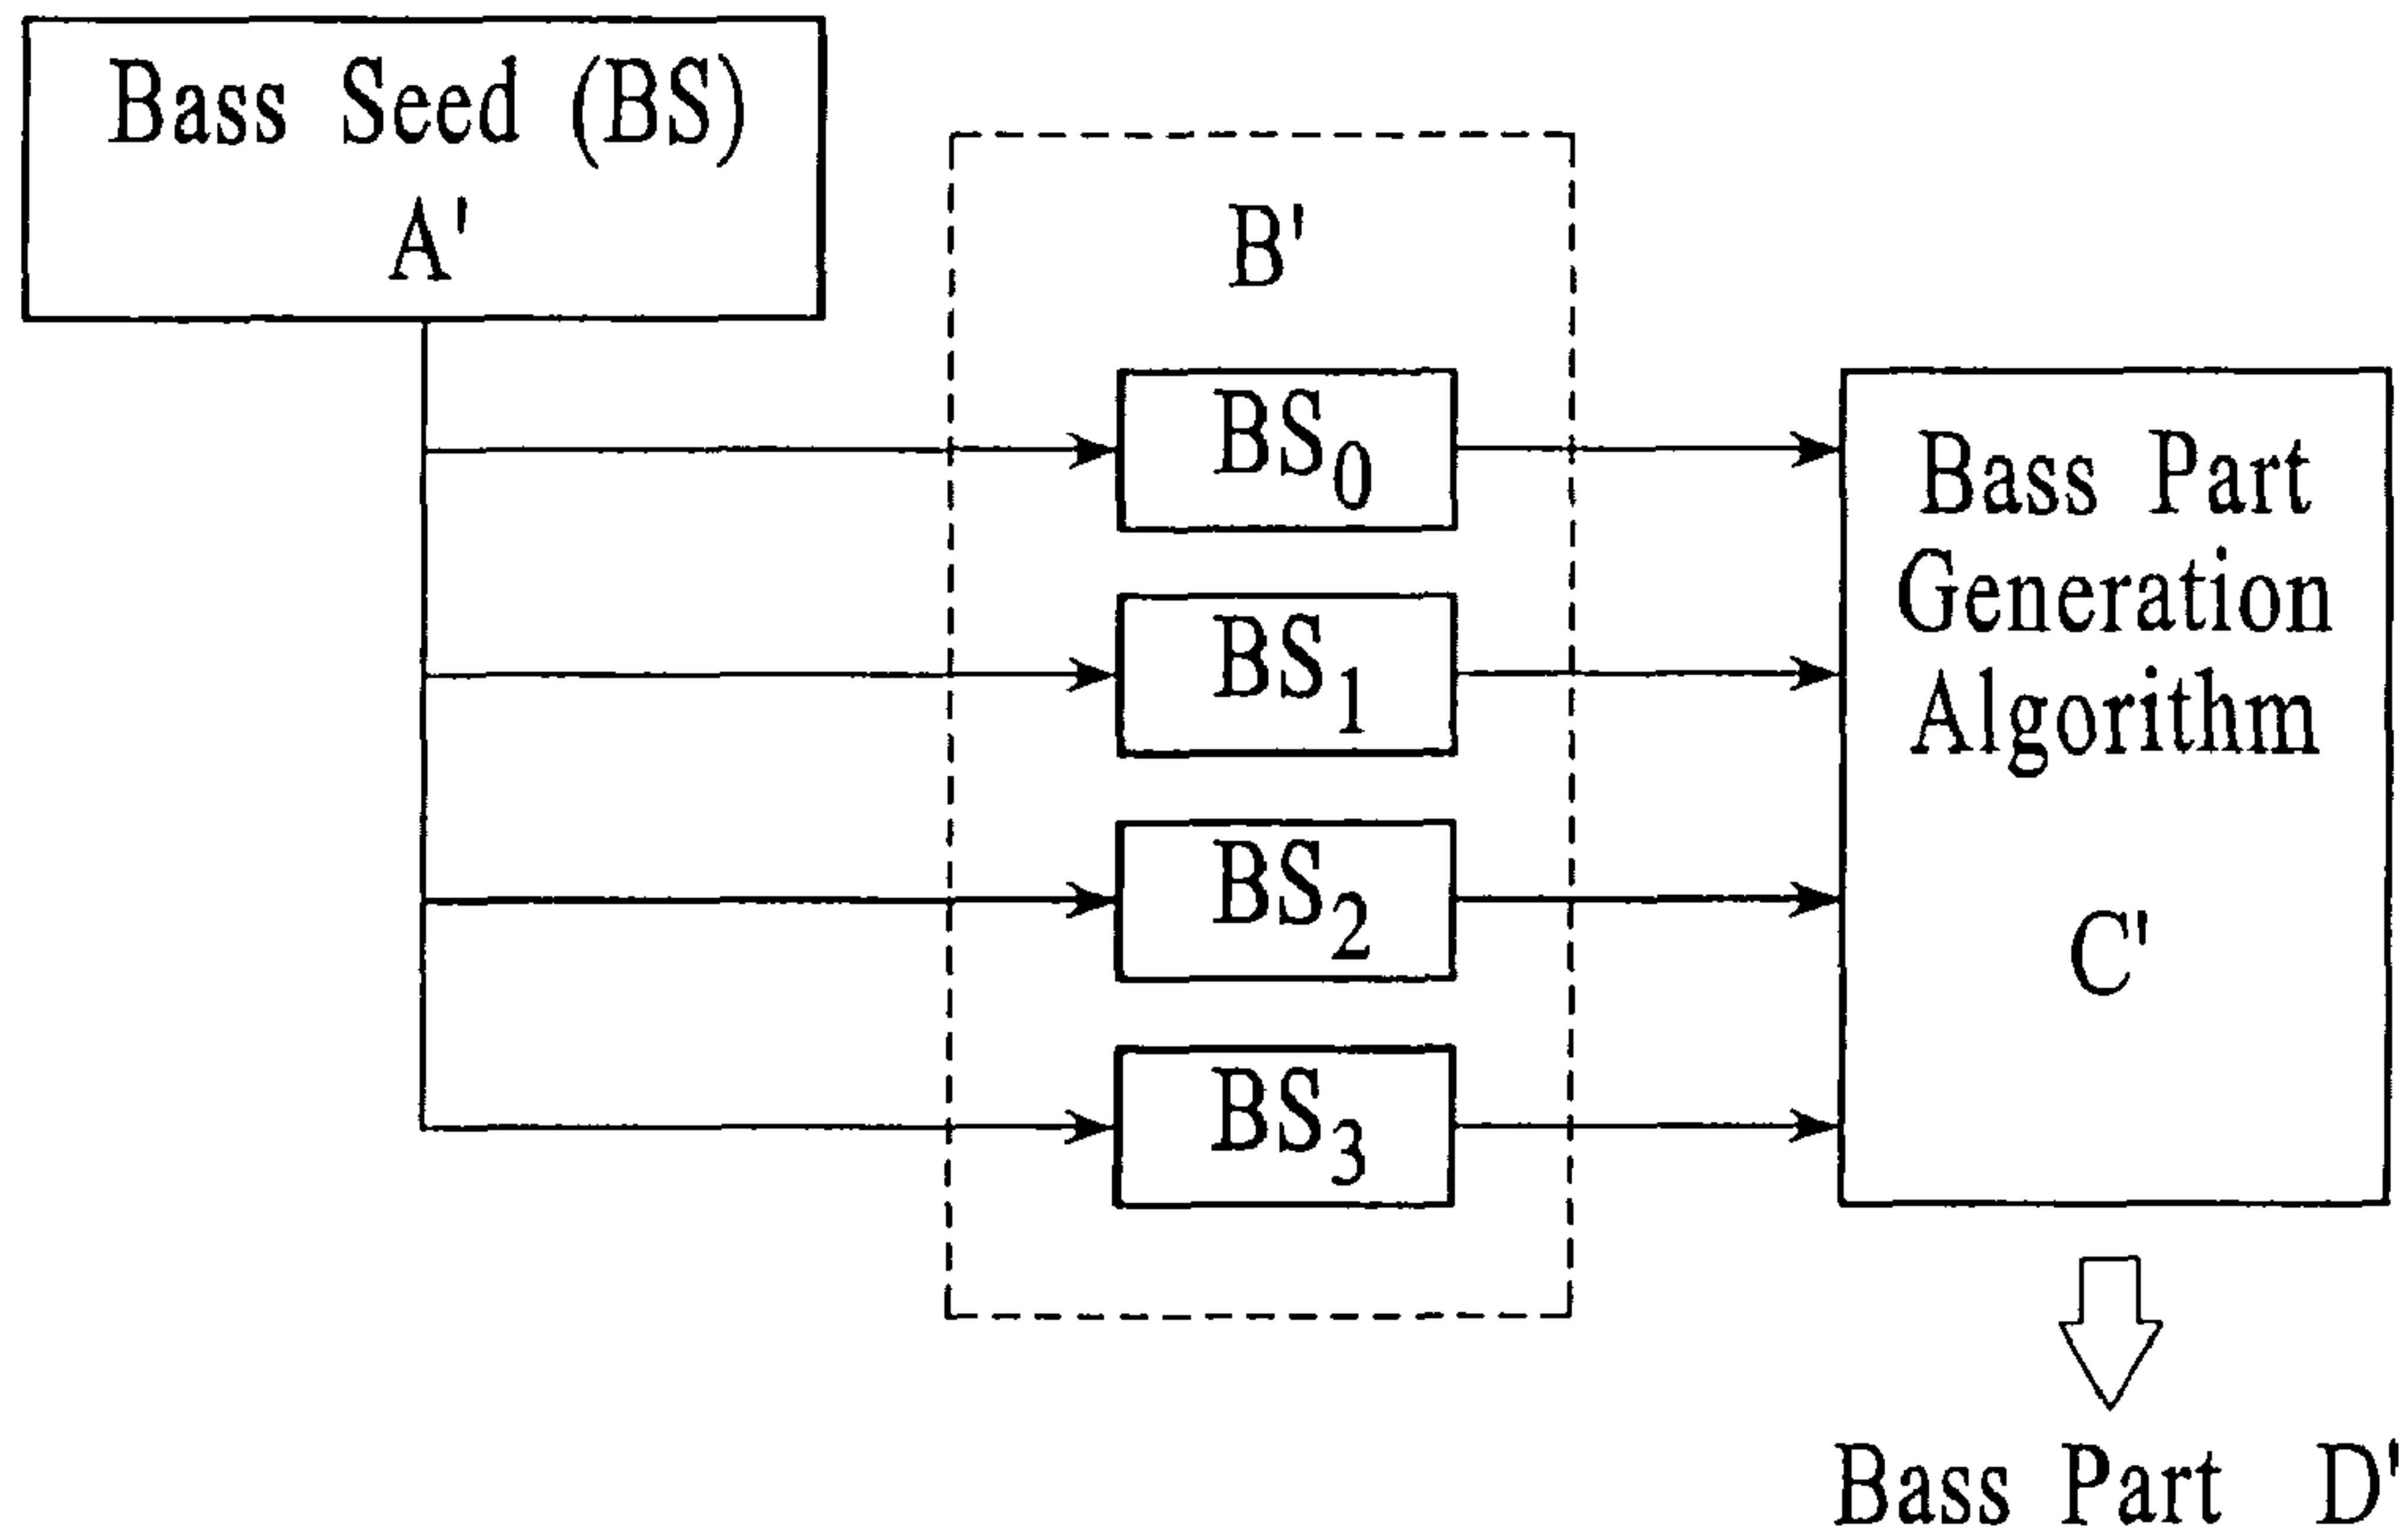 Bass Seed (BS)
A'
B'
BS0
BS1
BS2
BS3
Bass Part
Generation
Algorithm
C'
Bass Part D'